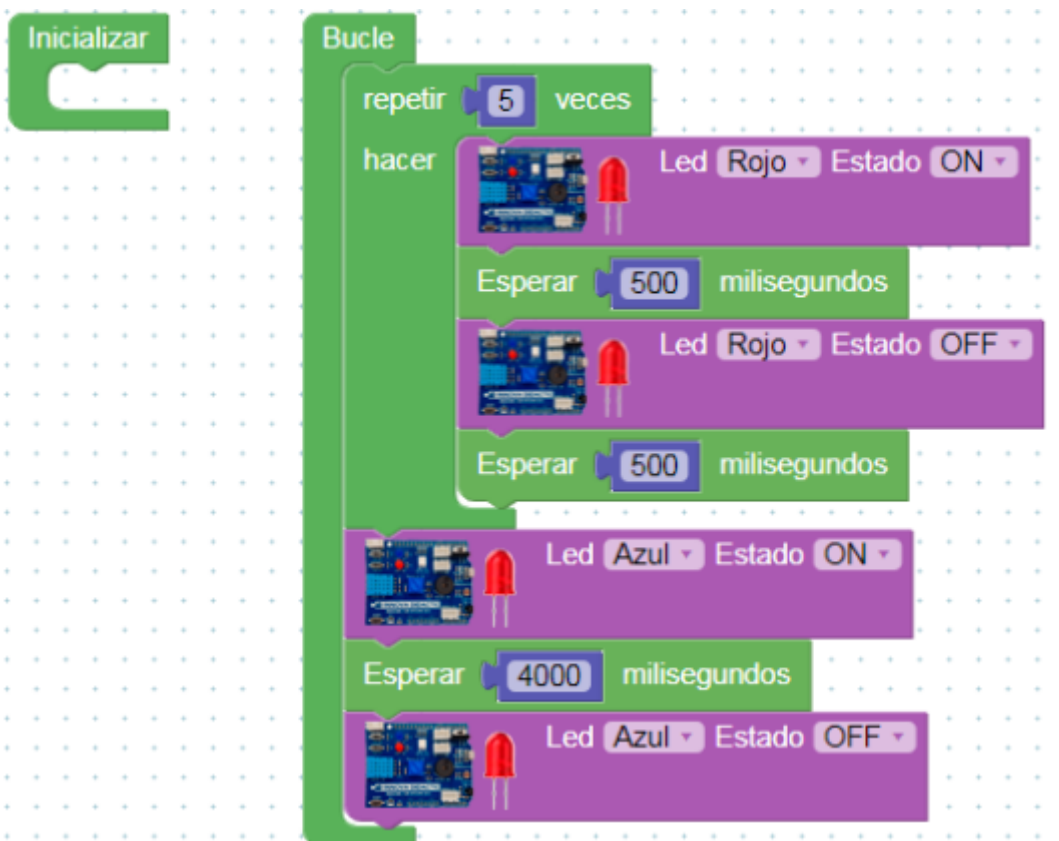 Inicializar
Bucle
repetir 5 veces
hacer
Led Rojo Estado ON
Esperar 500 milisegundos
Led Rojo Estado OFF
Esperar 500 milisegundos
Led Azul Estado ON
Esperar 4000 milisegundos
Led Azul Estado OFF